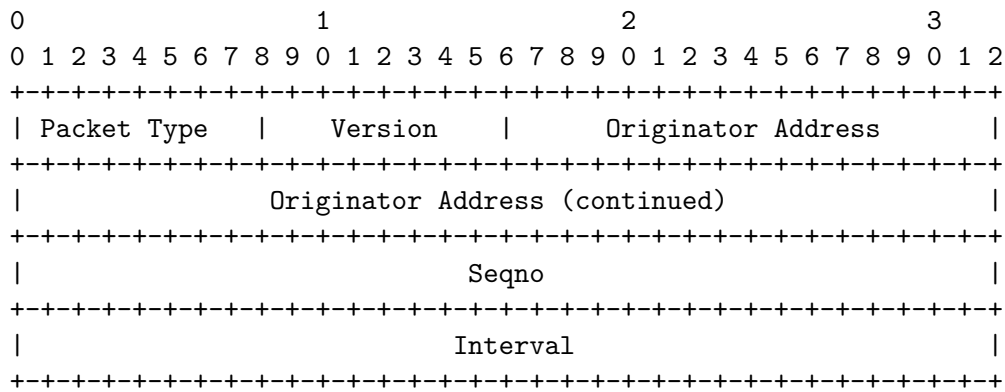 0                   1                   2                   3
0 1 2 3 4 5 6 7 8 9 0 1 2 3 4 5 6 7 8 9 0 1 2 3 4 5 6 7 8 9 0 1 2
+-+-+-+-+-+-+-+-+-+-+-+-+-+-+-+-+-+-+-+-+-+-+-+-+-+-+-+-+-+-+-+-+
| Packet Type   |    Version    |      Originator Address       |
+-+-+-+-+-+-+-+-+-+-+-+-+-+-+-+-+-+-+-+-+-+-+-+-+-+-+-+-+-+-+-+-+
|                Originator Address (continued)                 |
+-+-+-+-+-+-+-+-+-+-+-+-+-+-+-+-+-+-+-+-+-+-+-+-+-+-+-+-+-+-+-+-+
|                             Seqno                             |
+-+-+-+-+-+-+-+-+-+-+-+-+-+-+-+-+-+-+-+-+-+-+-+-+-+-+-+-+-+-+-+-+
|                            Interval                           |
+-+-+-+-+-+-+-+-+-+-+-+-+-+-+-+-+-+-+-+-+-+-+-+-+-+-+-+-+-+-+-+-+